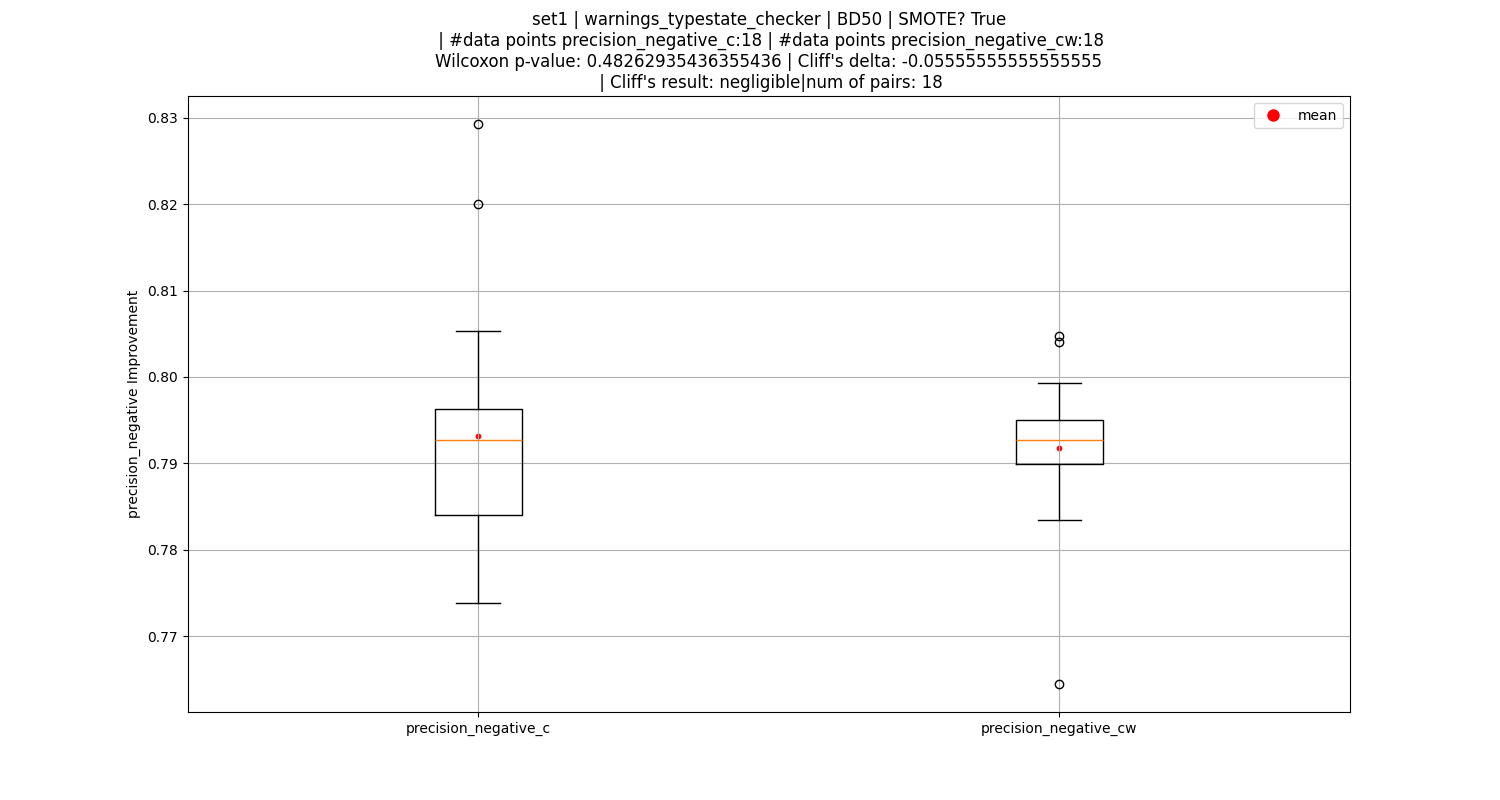 set1 | warnings_typestate_checker | BD50 | SMOTE? True
| #data points precision_negative_c:18 | #data points precision_negative_cw:18
Wilcoxon p-value: 0.48262935436355436 | Cliff's delta: -0.05555555555555555
| Cliff's result: negligible|num of pairs: 18
mean
0.83
0.82
0.81
0.80
0.79
0.78
0.77
precision_negative Improvement
precision_negative_c
precision_negative_cw